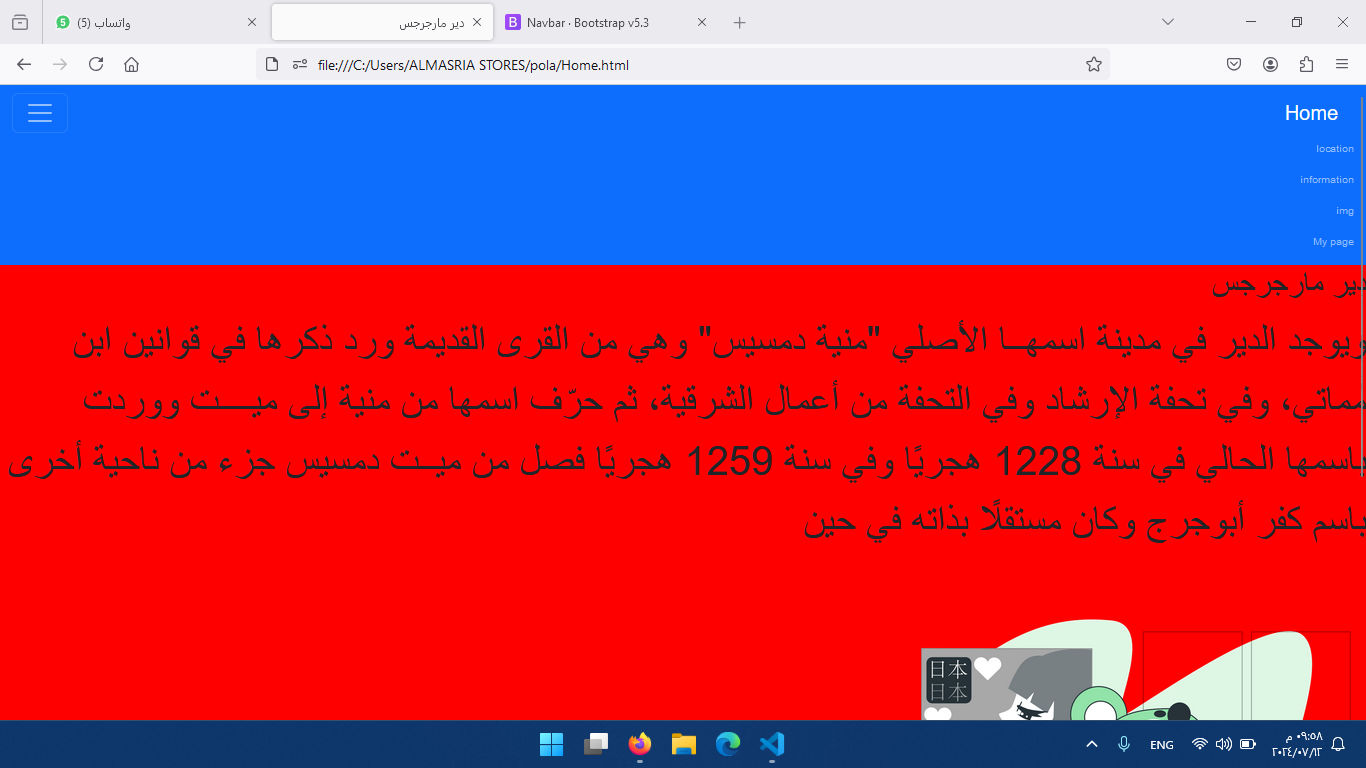 واتساب (5)
دير مارجرجس
Navbar · Bootstrap v5.3
file:///C:/Users/ALMASRIA STORES/pola/Home.html
Home
location
information
img
My page
دير مارجرجس
ويوجد الدير في مدينة اسمهــا الأصلي "منية دمسيس" وهي من القرى القديمة ورد ذكرها في قوانين ابن
مماتي، وفي تحفة الإرشاد وفي التحفة من أعمال الشرقية، ثم حرّف اسمها من منية إلى ميـــت ووردت
باسمها الحالي في سنة 1228 هجريًا وفي سنة 1259 هجريًا فصل من ميــت دمسيس جزء من ناحية أخرى
باسم كفر أبوجرج وكان مستقلًا بذاته في حين
日本
日本
ENG
٠٩:٥٨ م
٢٠٢٤/٠٧/١٢